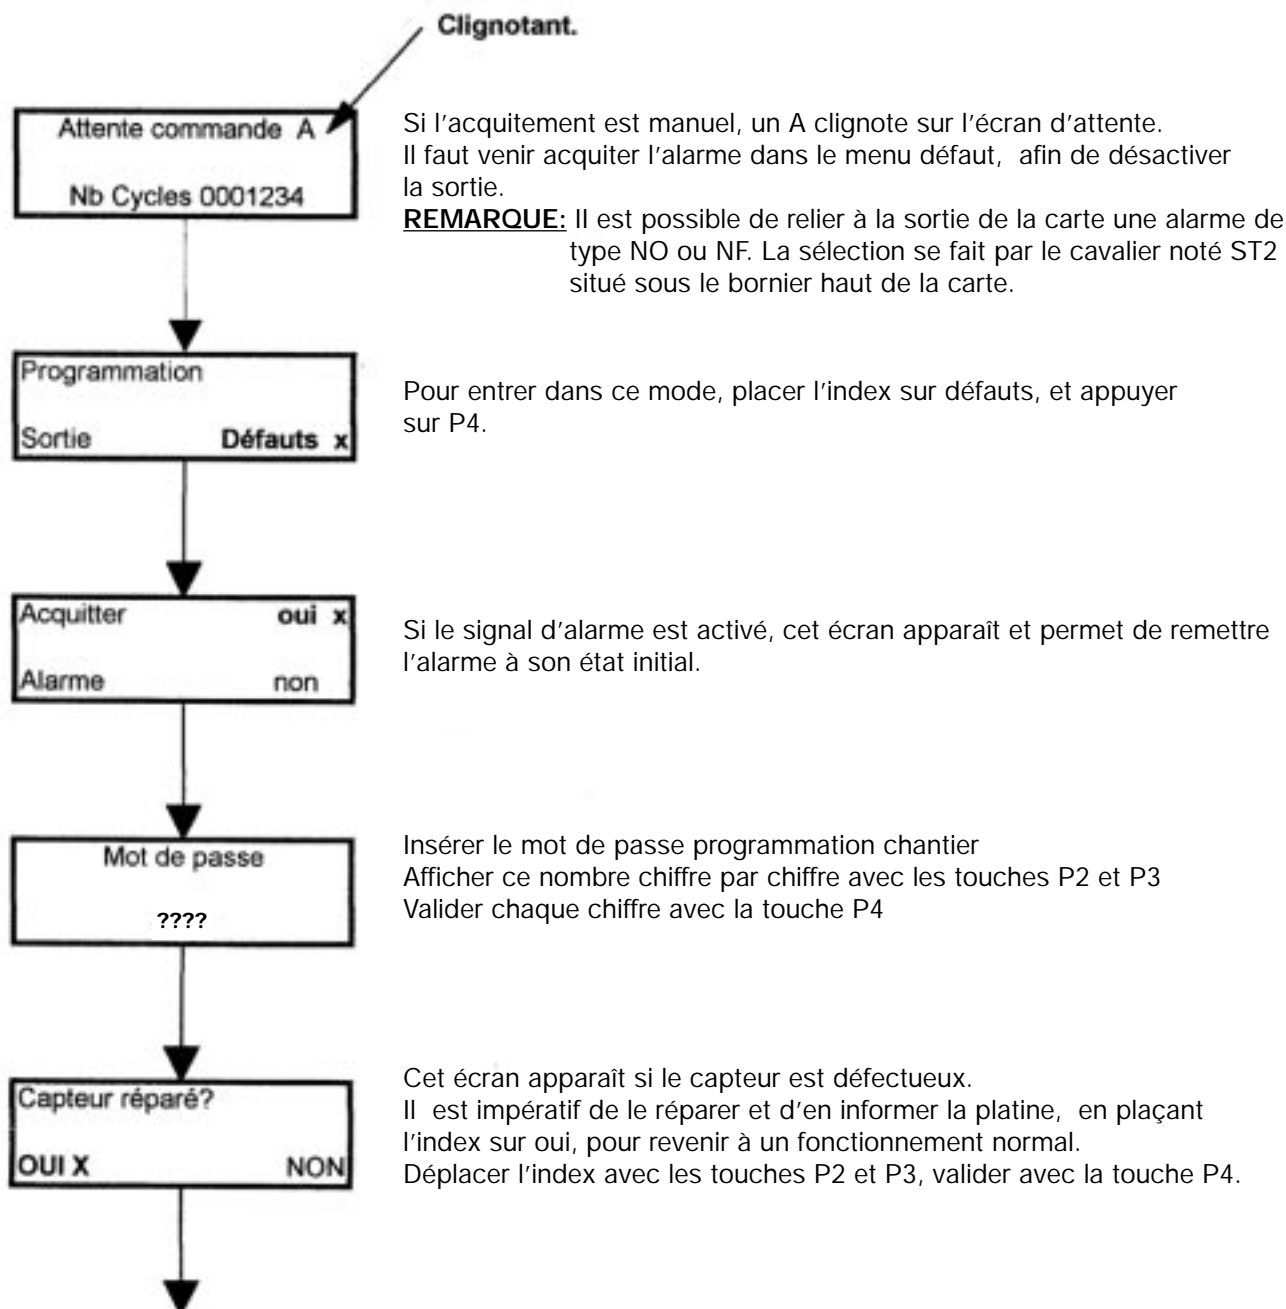 Clignotant.
Attente commande A
Nb Cycles 0001234
Si l'acquitement est manuel, un A clignote sur l'écran d'attente.
Il faut venir acquiter l'alarme dans le menu défaut, afin de désactiver
la sortie.
REMARQUE: Il est possible de relier à la sortie de la carte une alarme de
type NO ou NF. La sélection se fait par le cavalier noté ST2
situé sous le bornier haut de la carte.
Programmation
Sortie Défauts x
Pour entrer dans ce mode, placer l'index sur défauts, et appuyer
sur P4.
Acquitter oui x
Alarme non
Si le signal d'alarme est activé, cet écran apparaît et permet de remettre
l'alarme à son état initial.
Mot de passe
????
Insérer le mot de passe programmation chantier
Afficher ce nombre chiffre par chiffre avec les touches P2 et P3
Valider chaque chiffre avec la touche P4
Capteur réparé?
OUI X NON
Cet écran apparaît si le capteur est défectueux.
Il est impératif de le réparer et d'en informer la platine, en plaçant
l'index sur oui, pour revenir à un fonctionnement normal.
Déplacer l'index avec les touches P2 et P3, valider avec la touche P4.